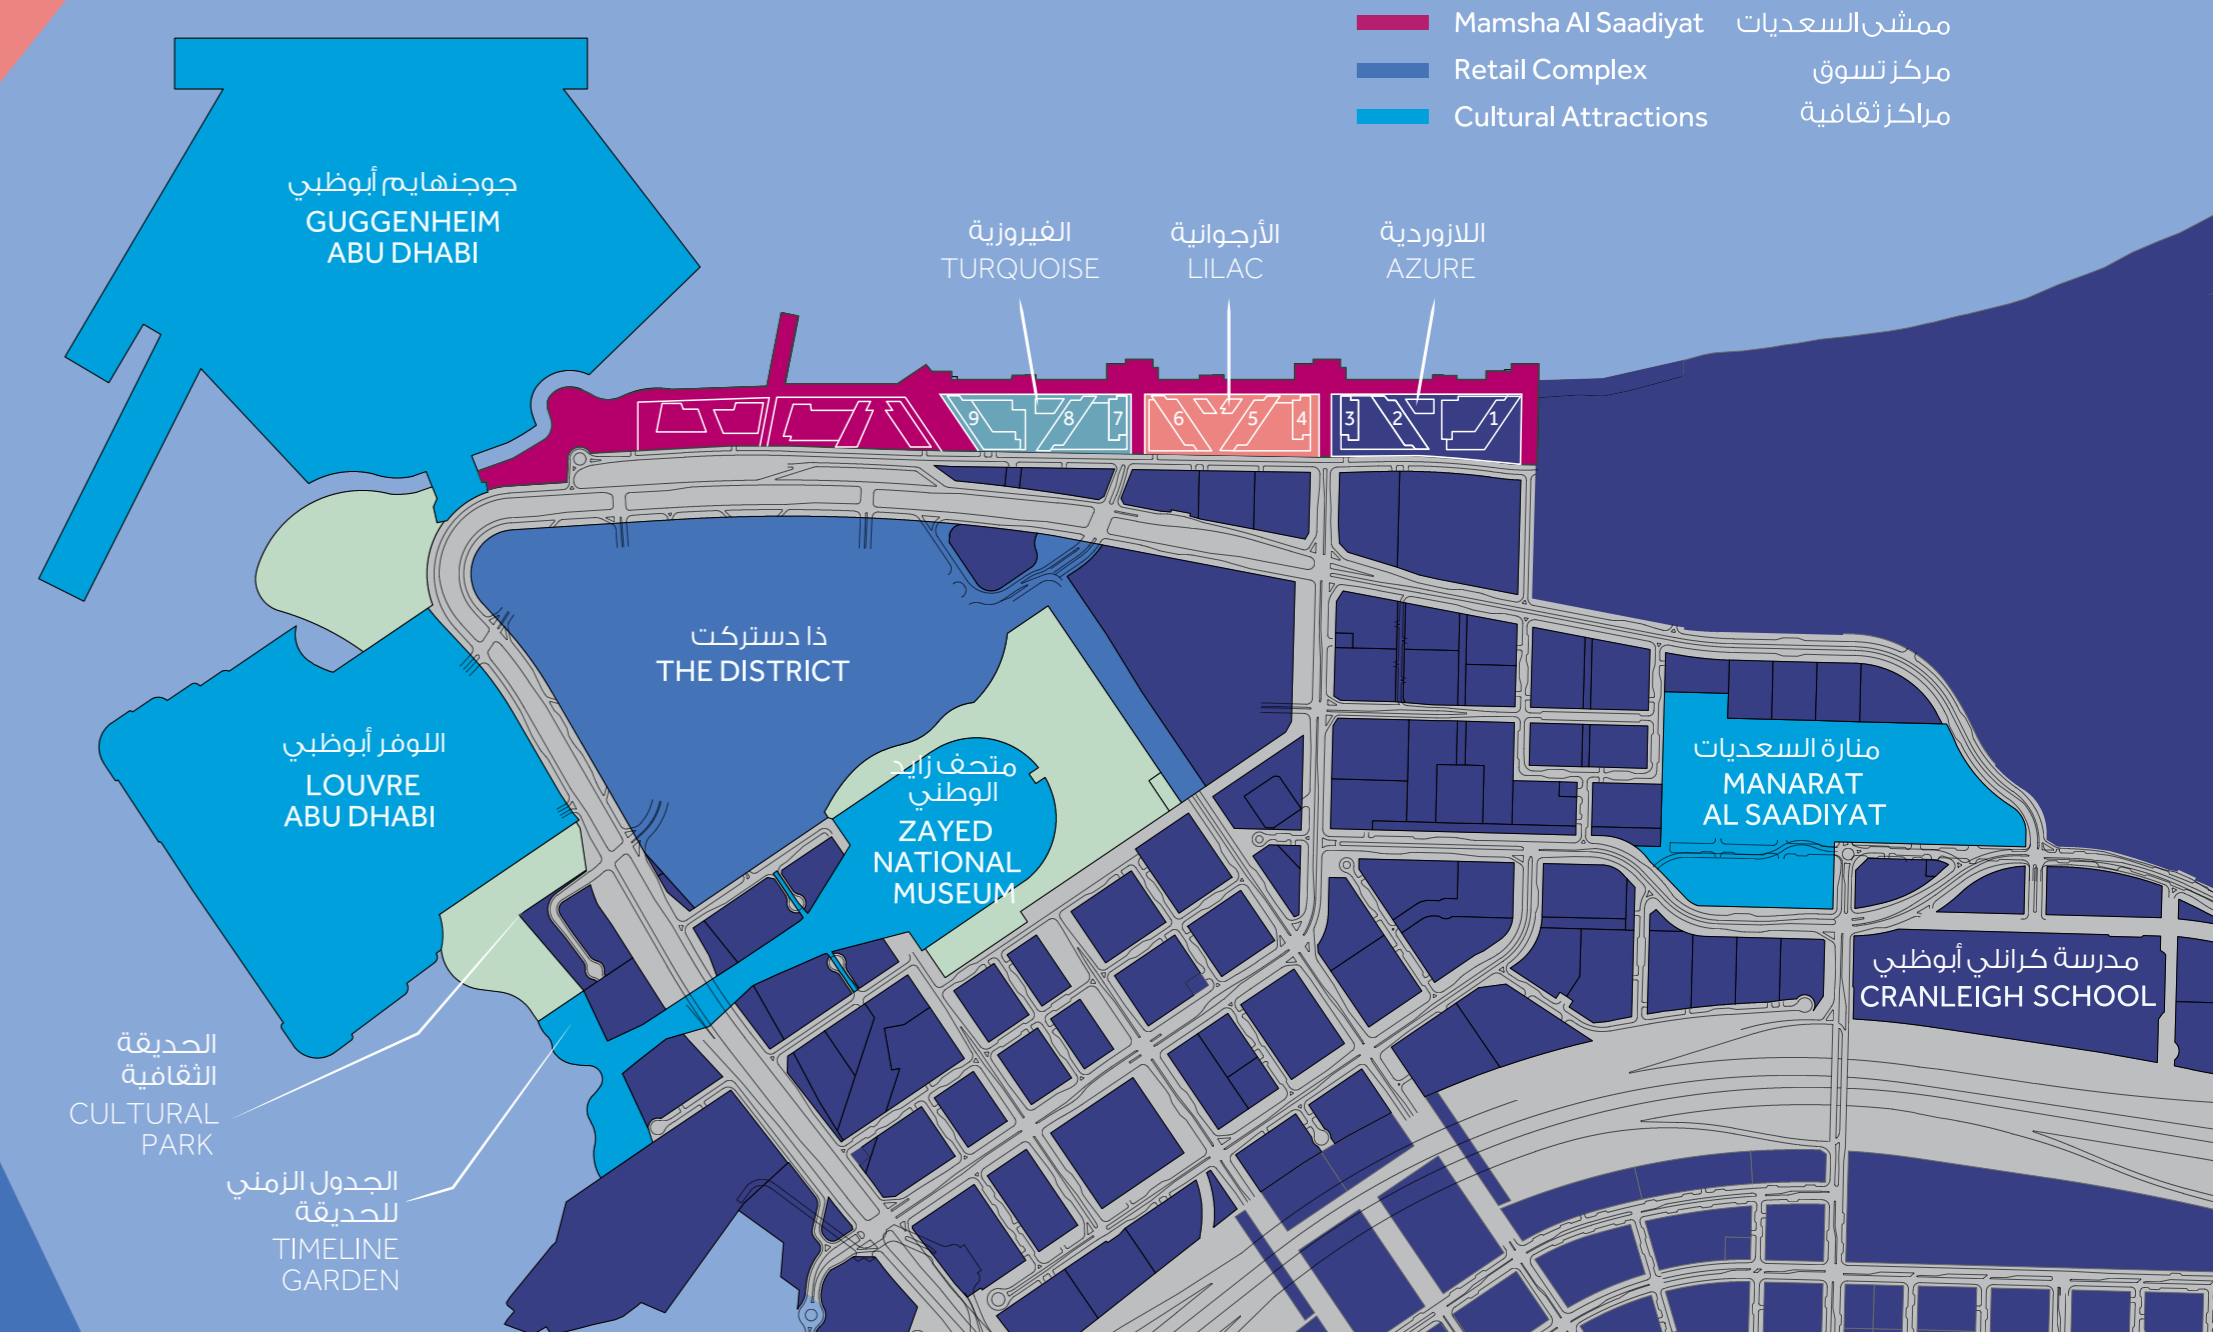 Mamsha Al Saadiyat ممشى السعديات
Retail Complex مركز تسوق
Cultural Attractions مراكز ثقافية
جوجنهايم أبوظبي
GUGGENHEIM
ABU DHABI
الفيروزية
TURQUOISE
الأرجوانية
LILAC
اللازوردية
AZURE
9 8 7 6 5 4 3 2 1
ذا دستركت
THE DISTRICT
اللوفر أبوظبي
LOUVRE
ABU DHABI
متحف زايد
الوطني
ZAYED
NATIONAL
MUSEUM
منارة السعديات
MANARAT
AL SAADIYAT
مدرسة كرانلي أبوظبي
CRANLEIGH SCHOOL
الحديقة
الثقافية
CULTURAL
PARK
الجدول الزمني
للحديقة
TIMELINE
GARDEN